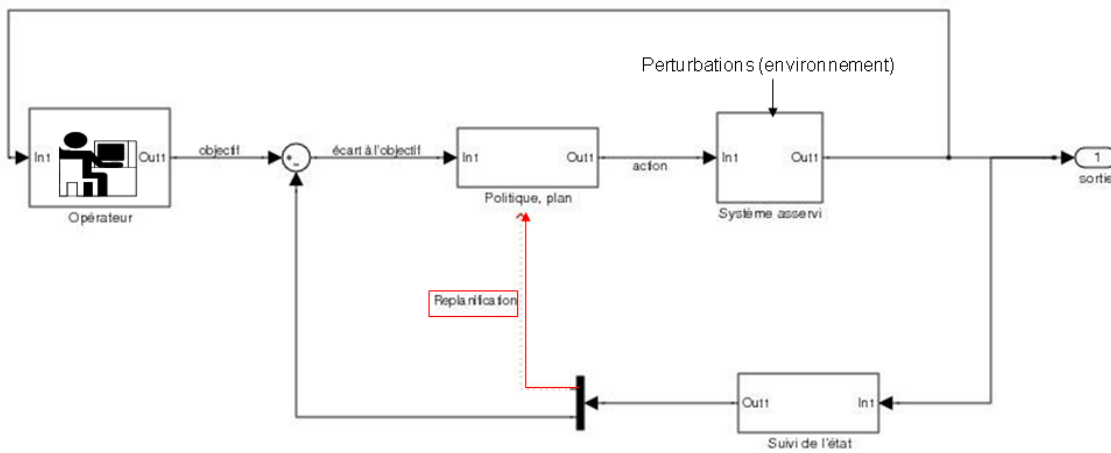 Perturbations (environnement)
In1
Out1
Opérateur
objectif
+
-
écart à l'objectif
In1
Out1
Politique, plan
action
In1
Out1
Système asservi
1
sortie
Replanification
Out1
In1
Suivi de l'état